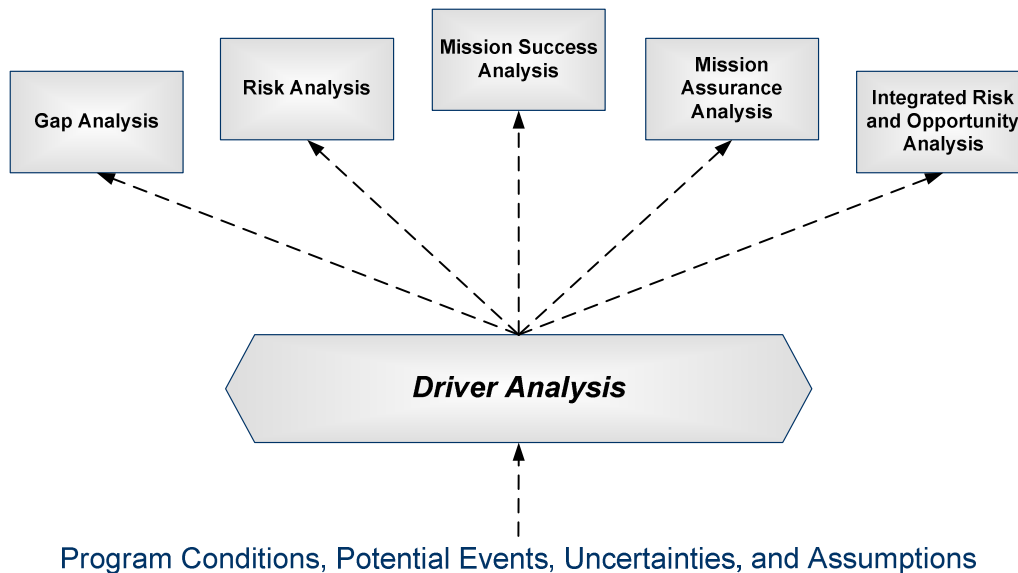 Gap Analysis
Risk Analysis
Mission Success
Analysis
Mission
Assurance
Analysis
Integrated Risk
and Opportunity
Analysis
Driver Analysis
Program Conditions, Potential Events, Uncertainties, and Assumptions